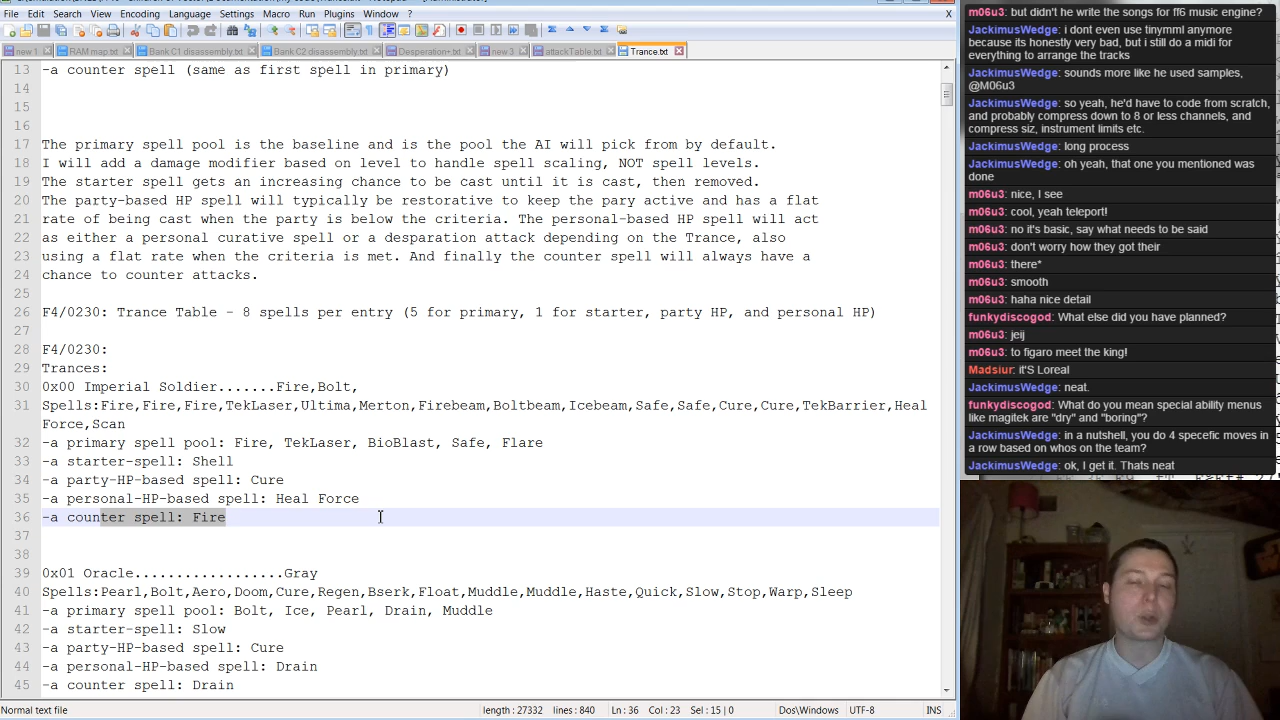 File Edit Search View Encoding Language Settings Macro Run Plugins Window ? X
new 1 RAM map.txt Bank C1 disassembly.txt Bank C2 disassembly.txt Desperation+.txt new 3 attackTable.txt Trance.txt
13 -a counter spell (same as first spell in primary)
14
15
16
17 The primary spell pool is the baseline and is the pool the AI will pick from by default.
18 I will add a damage modifier based on level to handle spell scaling, NOT spell levels.
19 The starter spell gets an increasing chance to be cast until it is cast, then removed.
20 The party-based HP spell will typically be restorative to keep the pary active and has a flat
21 rate of being cast when the party is below the criteria. The personal-based HP spell will act
22 as either a personal curative spell or a desparation attack depending on the Trance, also
23 using a flat rate when the criteria is met. And finally the counter spell will always have a
24 chance to counter attacks.
25
26 F4/0230: Trance Table - 8 spells per entry (5 for primary, 1 for starter, party HP, and personal HP)
27
28 F4/0230:
29 Trances:
30 0x00 Imperial Soldier.......Fire,Bolt,
31 Spells:Fire,Fire,Fire,TekLaser,Ultima,Merton,Firebeam,Boltbeam,Icebeam,Safe,Safe,Cure,Cure,TekBarrier,Heal
Force,Scan
32 -a primary spell pool: Fire, TekLaser, BioBlast, Safe, Flare
33 -a starter-spell: Shell
34 -a party-HP-based spell: Cure
35 -a personal-HP-based spell: Heal Force
36 -a counter spell: Fire
37
38
39 0x01 Oracle..................Gray
40 Spells:Pearl,Bolt,Aero,Doom,Cure,Regen,Bserk,Float,Muddle,Muddle,Haste,Quick,Slow,Stop,Warp,Sleep
41 -a primary spell pool: Bolt, Ice, Pearl, Drain, Muddle
42 -a starter-spell: Slow
43 -a party-HP-based spell: Cure
44 -a personal-HP-based spell: Drain
45 -a counter spell: Drain
Normal text file length : 27332 lines : 840 Ln : 36 Col : 23 Sel : 15 | 0 Dos\Windows UTF-8 INS
m06u3: but didn't he write the songs for ff6 music engine?
JackimusWedge: i dont even use tinymml anymore
because its honestly very bad, but i still do a midi for
everything to arrange the tracks
JackimusWedge: sounds more like he used samples,
@M06u3
JackimusWedge: so yeah, he'd have to code from scratch,
and probably compress down to 8 or less channels, and
compress siz, instrument limits etc.
JackimusWedge: long process
JackimusWedge: oh yeah, that one you mentioned was
done
m06u3: nice, I see
m06u3: cool, yeah teleport!
m06u3: no it's basic, say what needs to be said
m06u3: don't worry how they got their
m06u3: there*
m06u3: smooth
m06u3: haha nice detail
funkydiscogod: What else did you have planned?
m06u3: jeij
m06u3: to figaro meet the king!
Madsiur: it'S Loreal
JackimusWedge: neat.
funkydiscogod: What do you mean special ability menus
like magitek are "dry" and "boring"?
JackimusWedge: in a nutshell, you do 4 specefic moves in
a row based on whos on the team?
JackimusWedge: ok, I get it. Thats neat